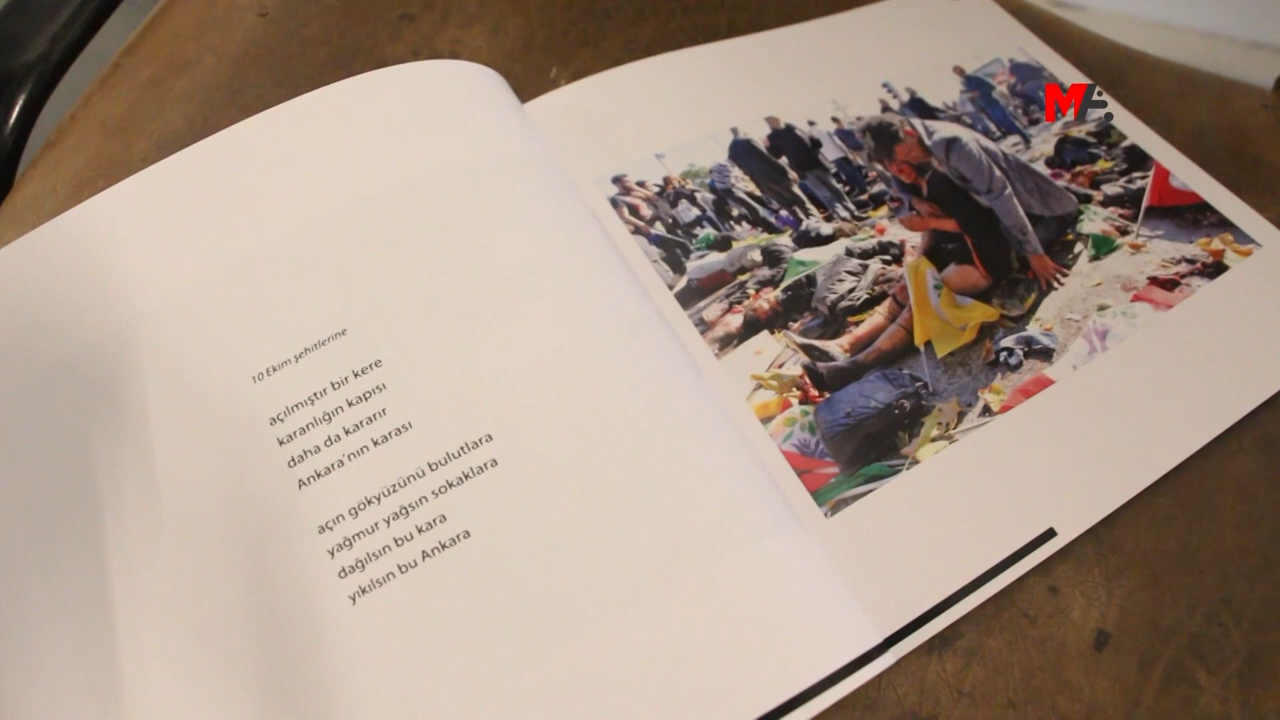 10 Ekim şehitlerine
açılmıştır bir kere
karanlığın kapısı
daha da kararır
Ankara'nın karası
açın gökyüzünü bulutlara
yağmur yağsın sokaklara
dağılsın bu kara
yıkılsın bu Ankara
MA